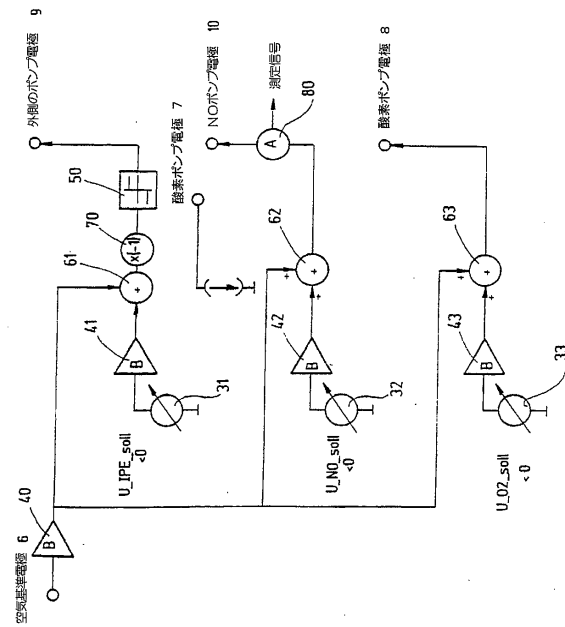 空気基準電極 6
B
40
外側のポンプ電極 9
50
70
x(-1)
61
+
41
B
31
U_IPE_soll
<0
酸素ポンプ電極 7
NOポンプ電極 10
A
測定信号
80
62
+
+
+
42
B
32
U_NO_soll
<0
酸素ポンプ電極 8
63
+
+
+
43
B
33
U_O2_soll
< 0